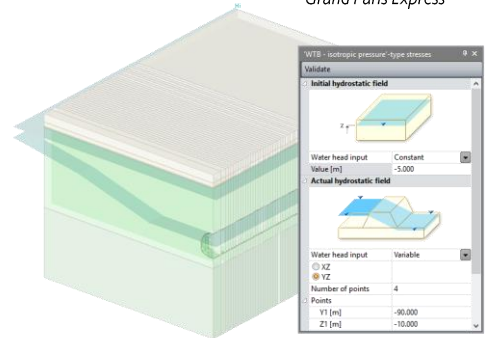 Grand Paris Express
'WTB - isotropic pressure'-type stresses
Validate
Initial hydrostatic field
Z
Water head input Constant
Value [m] -5.000
Actual hydrostatic field
Water head input Variable
XZ
YZ
Number of points 4
Points
Y1 [m] -90.000
Z1 [m] -10.000